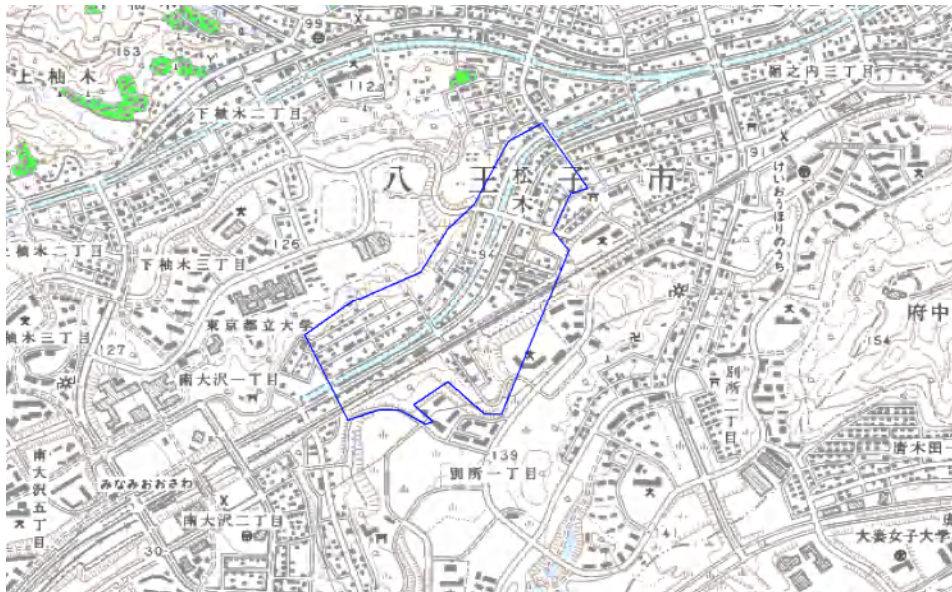 99
153
上柚木
112
堀之内三丁目
下柚木二丁目
八王子市
松木
91
けいおうほりのうち
126
94
上柚木二丁目
下柚木三丁目
府中
東京都立大学
154
柚木三丁目
127
南大沢一丁目
別所二丁目
唐木田
139
別所一丁目
南大沢五丁目
みなみおおさわ
南大沢二丁目
141
大妻女子大学
30